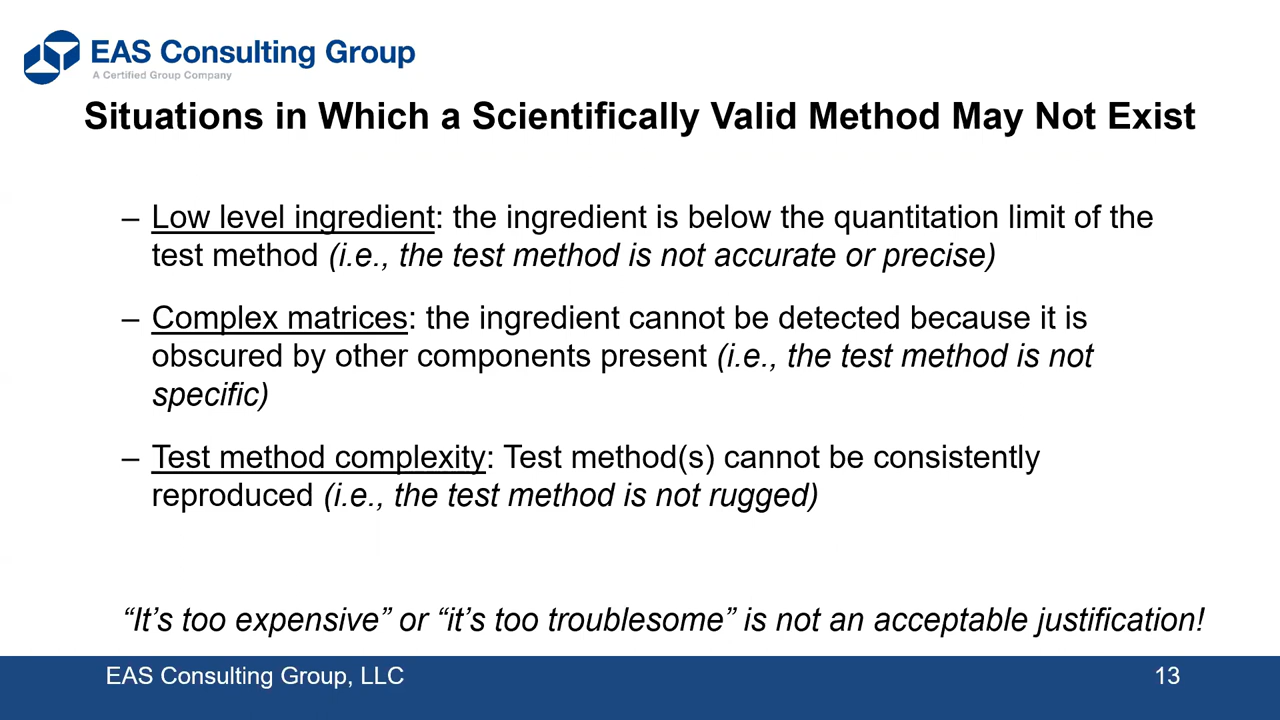 EAS Consulting Group
A Certified Group Company
Situations in Which a Scientifically Valid Method May Not Exist
– Low level ingredient: the ingredient is below the quantitation limit of the
test method (i.e., the test method is not accurate or precise)
– Complex matrices: the ingredient cannot be detected because it is
obscured by other components present (i.e., the test method is not
specific)
– Test method complexity: Test method(s) cannot be consistently
reproduced (i.e., the test method is not rugged)
“It’s too expensive” or “it’s too troublesome” is not an acceptable justification!
EAS Consulting Group, LLC
13